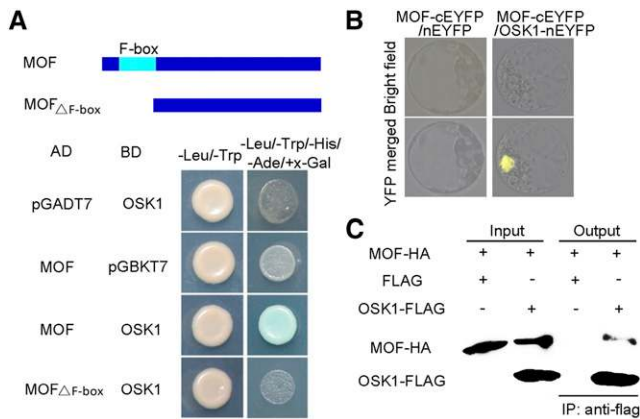 A
F-box
MOF
MOF△F-box
AD BD -Leu/-Trp -Leu/-Trp/-His/
-Ade/+x-Gal
pGADT7 OSK1
MOF pGBKT7
MOF OSK1
MOF△F-box OSK1
B
MOF-cEYFP
/nEYFP
MOF-cEYFP
/OSK1-nEYFP
Bright field
YFP merged
C
Input Output
MOF-HA + + + +
FLAG + - + -
OSK1-FLAG - + - +
MOF-HA
OSK1-FLAG
IP: anti-flag